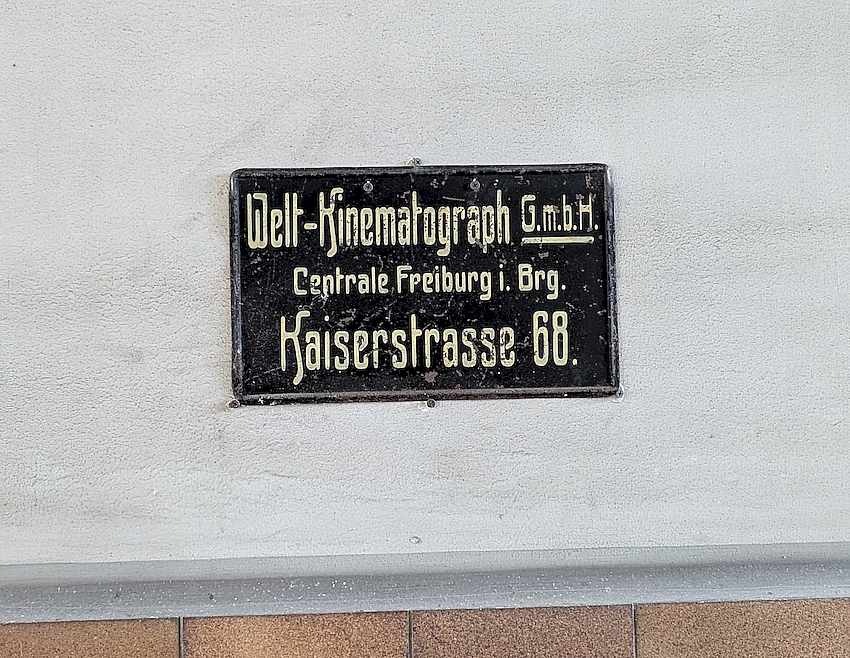 Welt-Kinematograph G.m.b.H.
Centrale Freiburg i. Brg.
Kaiserstrasse 68.